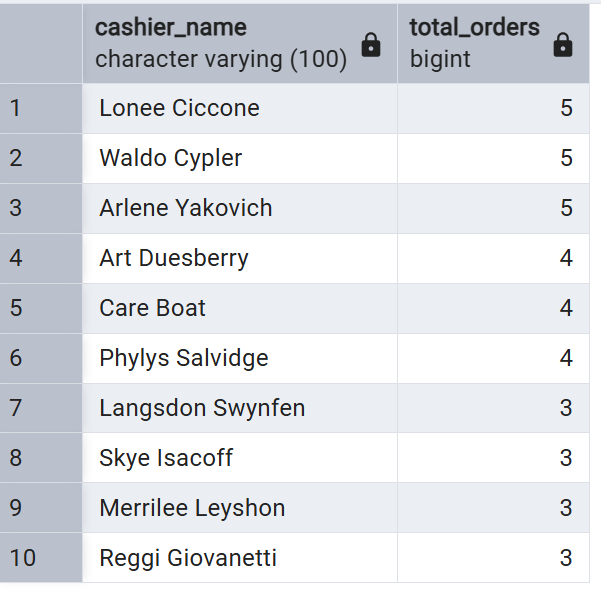 cashier_name total_orders
character varying (100) bigint
1 Lonee Ciccone 5
2 Waldo Cypler 5
3 Arlene Yakovich 5
4 Art Duesberry 4
5 Care Boat 4
6 Phylys Salvidge 4
7 Langsdon Swynfen 3
8 Skye Isacoff 3
9 Merrilee Leyshon 3
10 Reggi Giovanetti 3